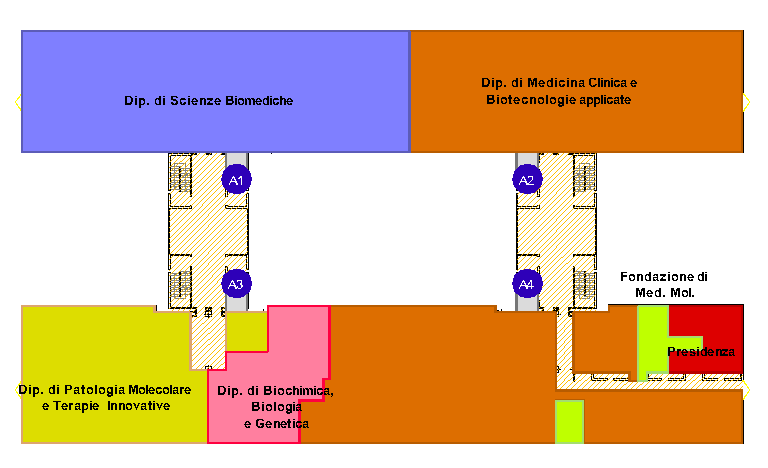 Dip. di Scienze Biomediche
Dip. di Medicina Clinica e
Biotecnologie applicate
A1
A2
A3
A4
Fondazione di
Med. Mol.
Presidenza
Dip. di Patologia Molecolare
e Terapie Innovative
Dip. di Biochimica,
Biologia
e Genetica